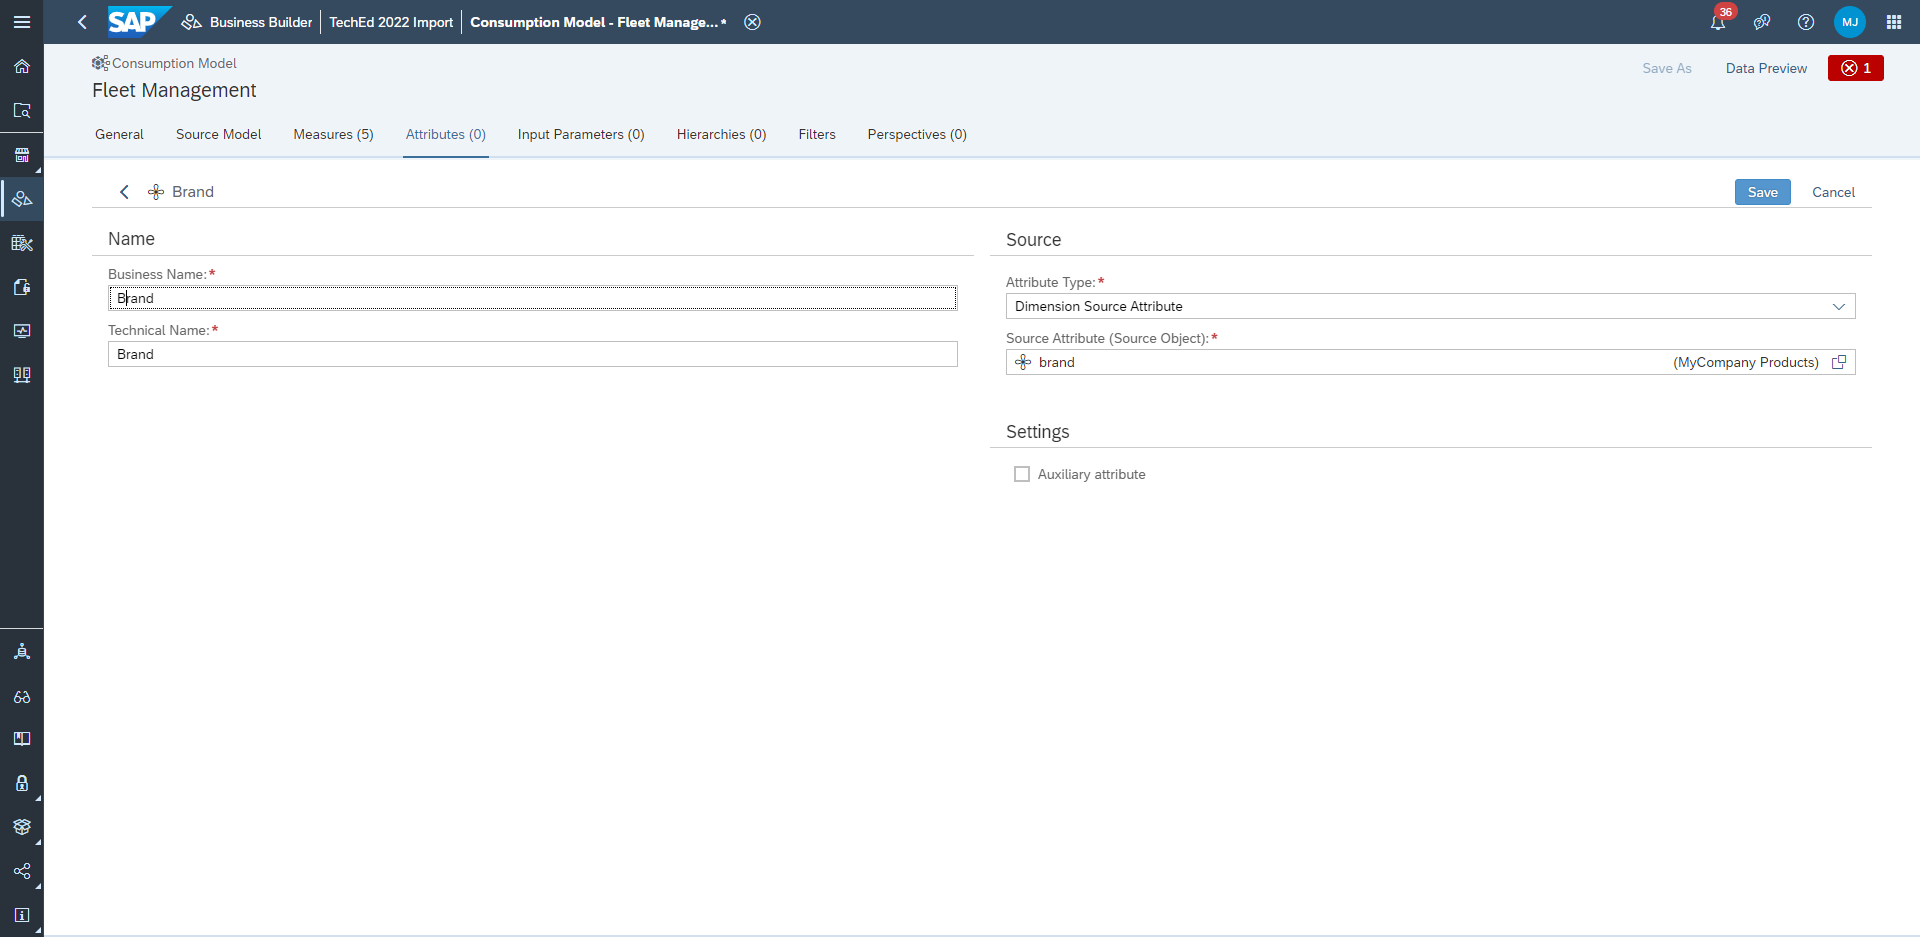 SAP Business Builder TechEd 2022 Import Consumption Model - Fleet Manage... * 36 MJ
Consumption Model
Fleet Management
Save As Data Preview 1
General Source Model Measures (5) Attributes (0) Input Parameters (0) Hierarchies (0) Filters Perspectives (0)
Brand Save Cancel
Name
Business Name:*
Brand
Technical Name:*
Brand
Source
Attribute Type:*
Dimension Source Attribute
Source Attribute (Source Object):*
brand (MyCompany Products)
Settings
Auxiliary attribute